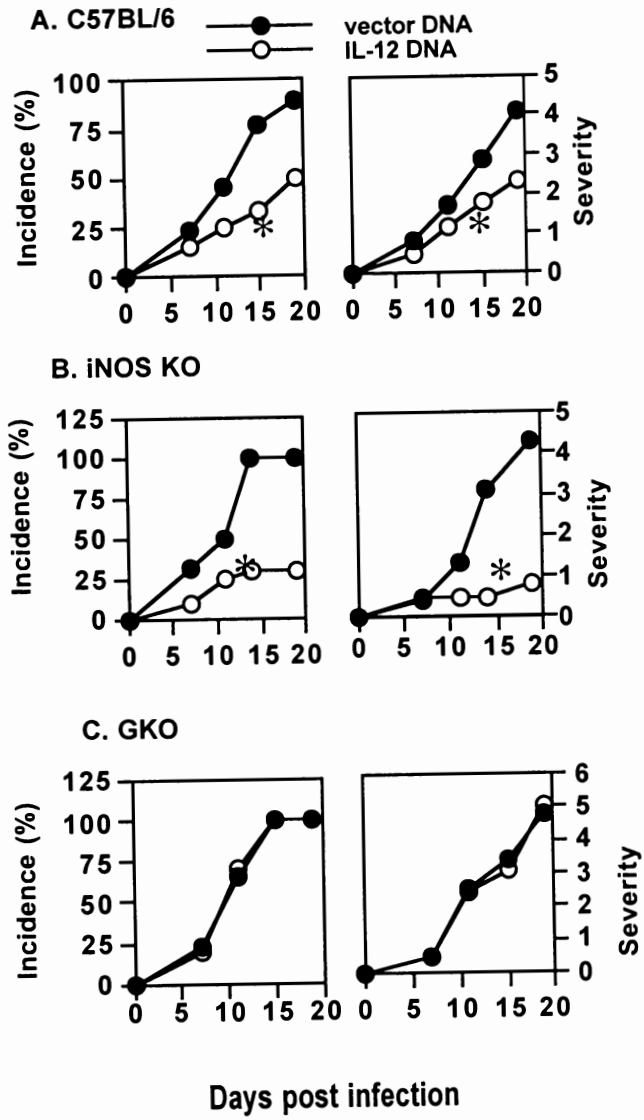 A. C57BL/6
vector DNA
IL-12 DNA
Incidence (%)
100
75
50
25
0
0 5 10 15 20
*
5
4
3
2
1
0
Severity
0 5 10 15 20
*
B. iNOS KO
Incidence (%)
125
100
75
50
25
0
0 5 10 15 20
*
5
4
3
2
1
0
Severity
0 5 10 15 20
*
C. GKO
Incidence (%)
125
100
75
50
25
0
0 5 10 15 20
6
5
4
3
2
1
0
Severity
0 5 10 15 20
Days post infection